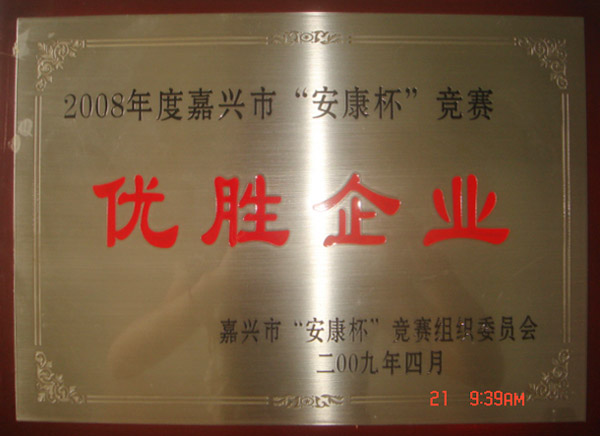 2008年度嘉兴市“安康杯”竞赛
优胜企业
嘉兴市“安康杯”竞赛组织委员会
二00九年四月
21 9:39AM